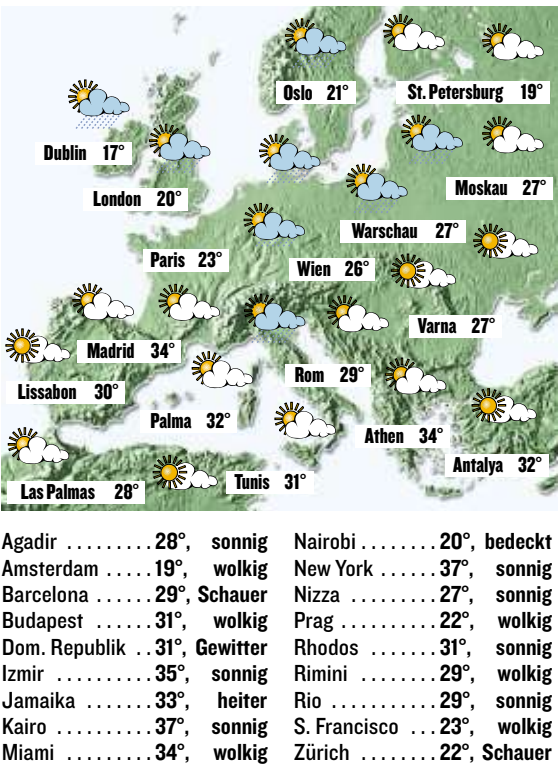 Oslo 21°
St. Petersburg 19°
Dublin 17°
London 20°
Moskau 27°
Warschau 27°
Paris 23°
Wien 26°
Varna 27°
Madrid 34°
Rom 29°
Lissabon 30°
Palma 32°
Athen 34°
Antalya 32°
Las Palmas 28°
Tunis 31°
Agadir ......... 28°, sonnig
Amsterdam ..... 19°, wolkig
Barcelona ...... 29°, Schauer
Budapest ...... 31°, wolkig
Dom. Republik .. 31°, Gewitter
Izmir .......... 35°, sonnig
Jamaika ........ 33°, heiter
Kairo .......... 37°, sonnig
Miami ......... 34°, wolkig
Nairobi ........ 20°, bedeckt
New York ...... 37°, sonnig
Nizza .......... 27°, sonnig
Prag .......... 22°, wolkig
Rhodos ........ 31°, sonnig
Rimini ......... 29°, wolkig
Rio ............ 29°, sonnig
S. Francisco ... 23°, wolkig
Zürich ........ 22°, Schauer